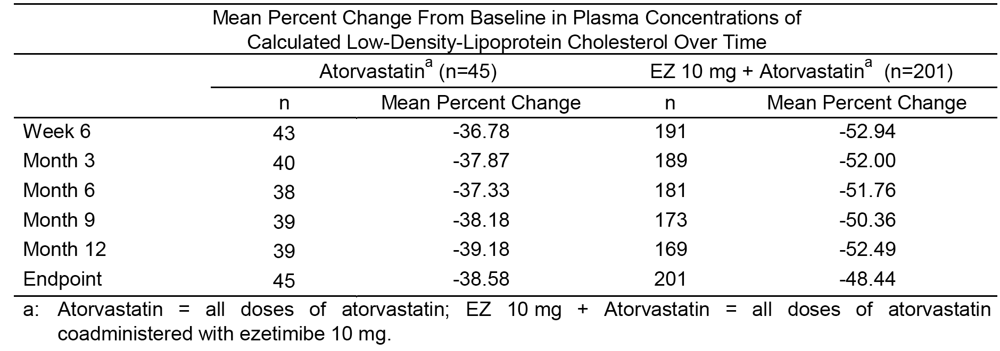 Mean Percent Change From Baseline in Plasma Concentrations of
Calculated Low-Density-Lipoprotein Cholesterol Over Time
Atorvastatina (n=45) EZ 10 mg + Atorvastatina (n=201)
n Mean Percent Change n Mean Percent Change
Week 6 43 -36.78 191 -52.94
Month 3 40 -37.87 189 -52.00
Month 6 38 -37.33 181 -51.76
Month 9 39 -38.18 173 -50.36
Month 12 39 -39.18 169 -52.49
Endpoint 45 -38.58 201 -48.44
a: Atorvastatin = all doses of atorvastatin; EZ 10 mg + Atorvastatin = all doses of atorvastatin
coadministered with ezetimibe 10 mg.